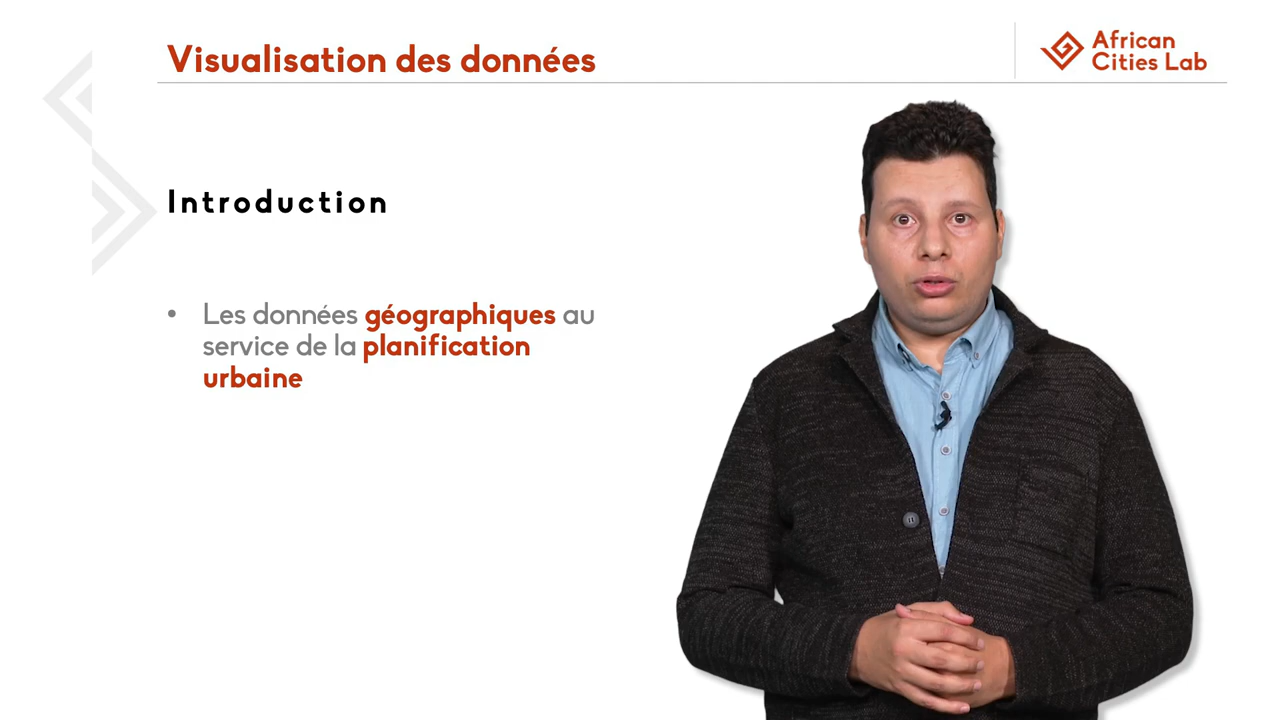 Visualisation des données
African
Cities Lab
Introduction
• Les données géographiques au
service de la planification
urbaine